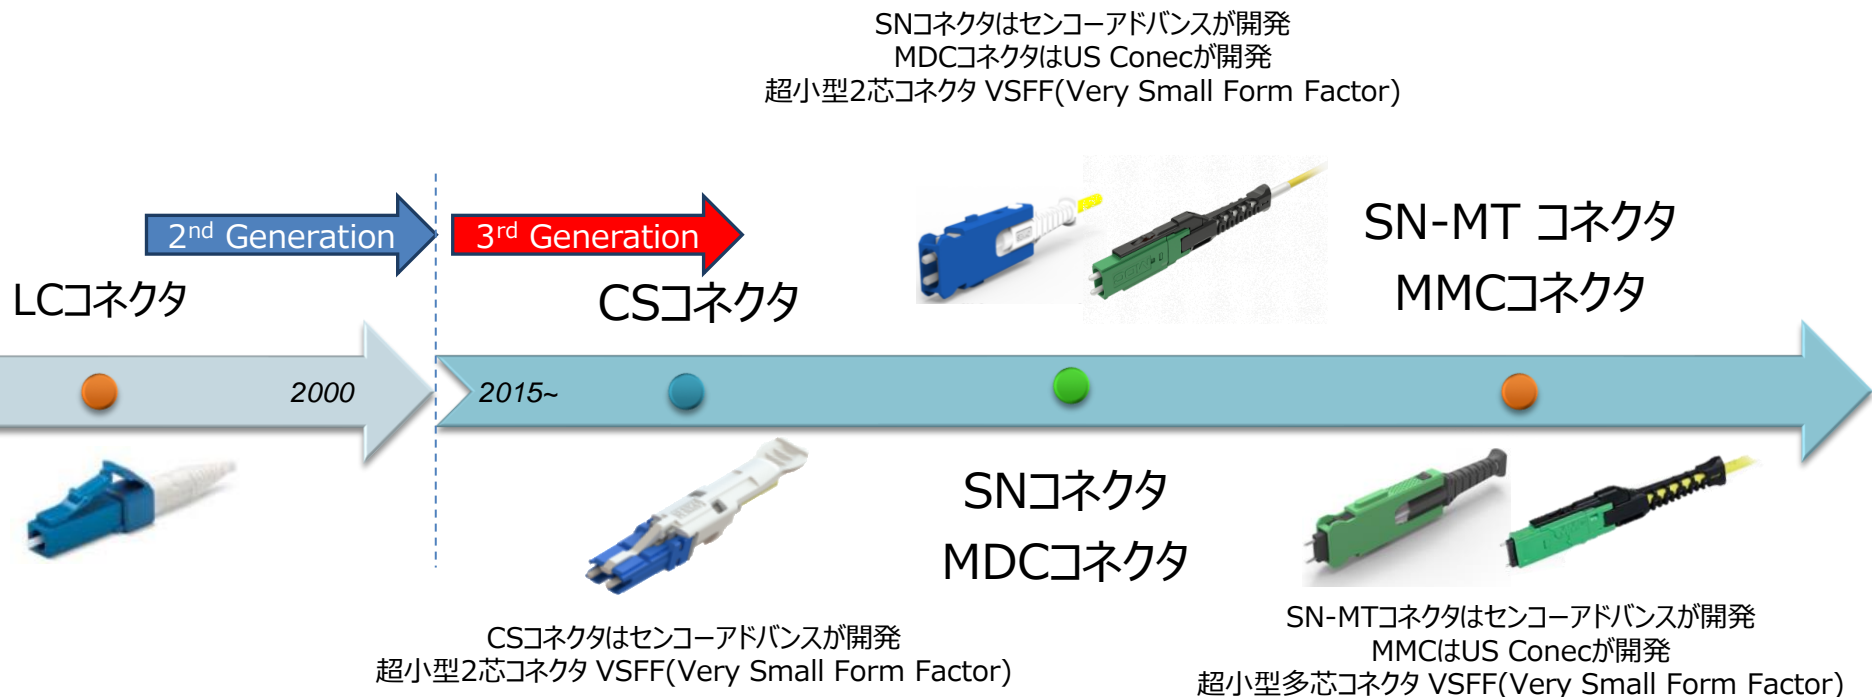 SNコネクタはセンコーアドバンスが開発
MDCコネクタはUS Conecが開発
超小型2芯コネクタ VSFF(Very Small Form Factor)
2nd Generation
3rd Generation
SN-MT コネクタ
MMCコネクタ
LCコネクタ
CSコネクタ
2000
2015~
SNコネクタ
MDCコネクタ
CSコネクタはセンコーアドバンスが開発
超小型2芯コネクタ VSFF(Very Small Form Factor)
SN-MTコネクタはセンコーアドバンスが開発
MMCはUS Conecが開発
超小型多芯コネクタ VSFF(Very Small Form Factor)